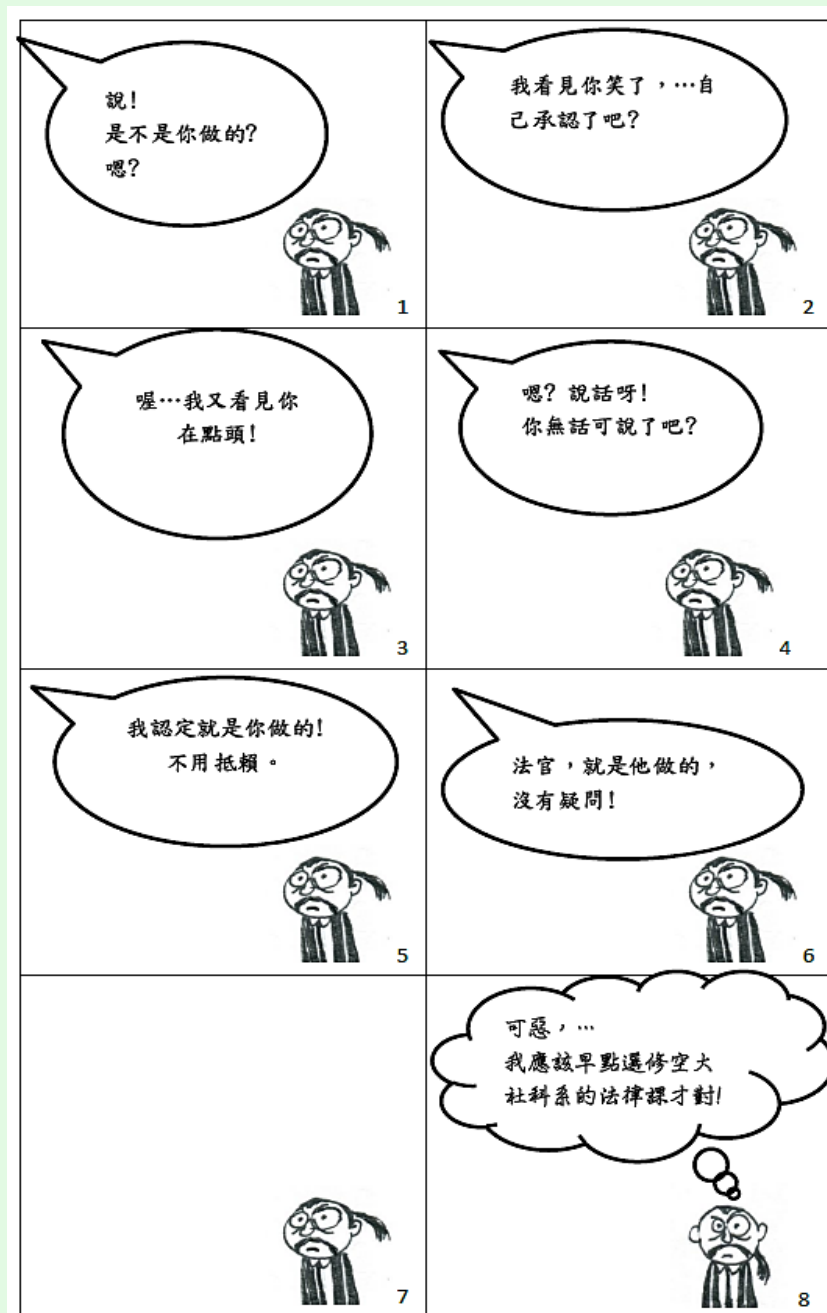 說！
是不是你做的？
嗯？
1
我看見你笑了，…自
己承認了吧？
2
喔…我又看見你
在點頭！
3
嗯？說話呀！
你無話可說了吧？
4
我認定就是你做的！
不用抵賴。
5
法官，就是他做的，
沒有疑問！
6
7
可惡，…
我應該早點選修空大
社科系的法律課才對！
8